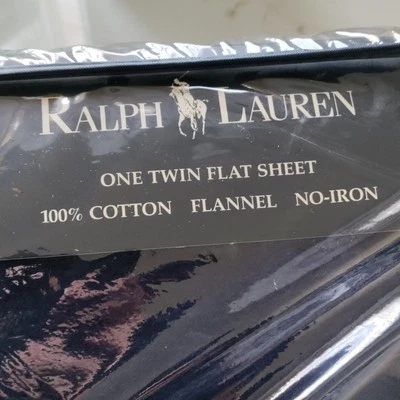 RALPH LAUREN
ONE TWIN FLAT SHEET
100% COTTON FLANNEL NO-IRON